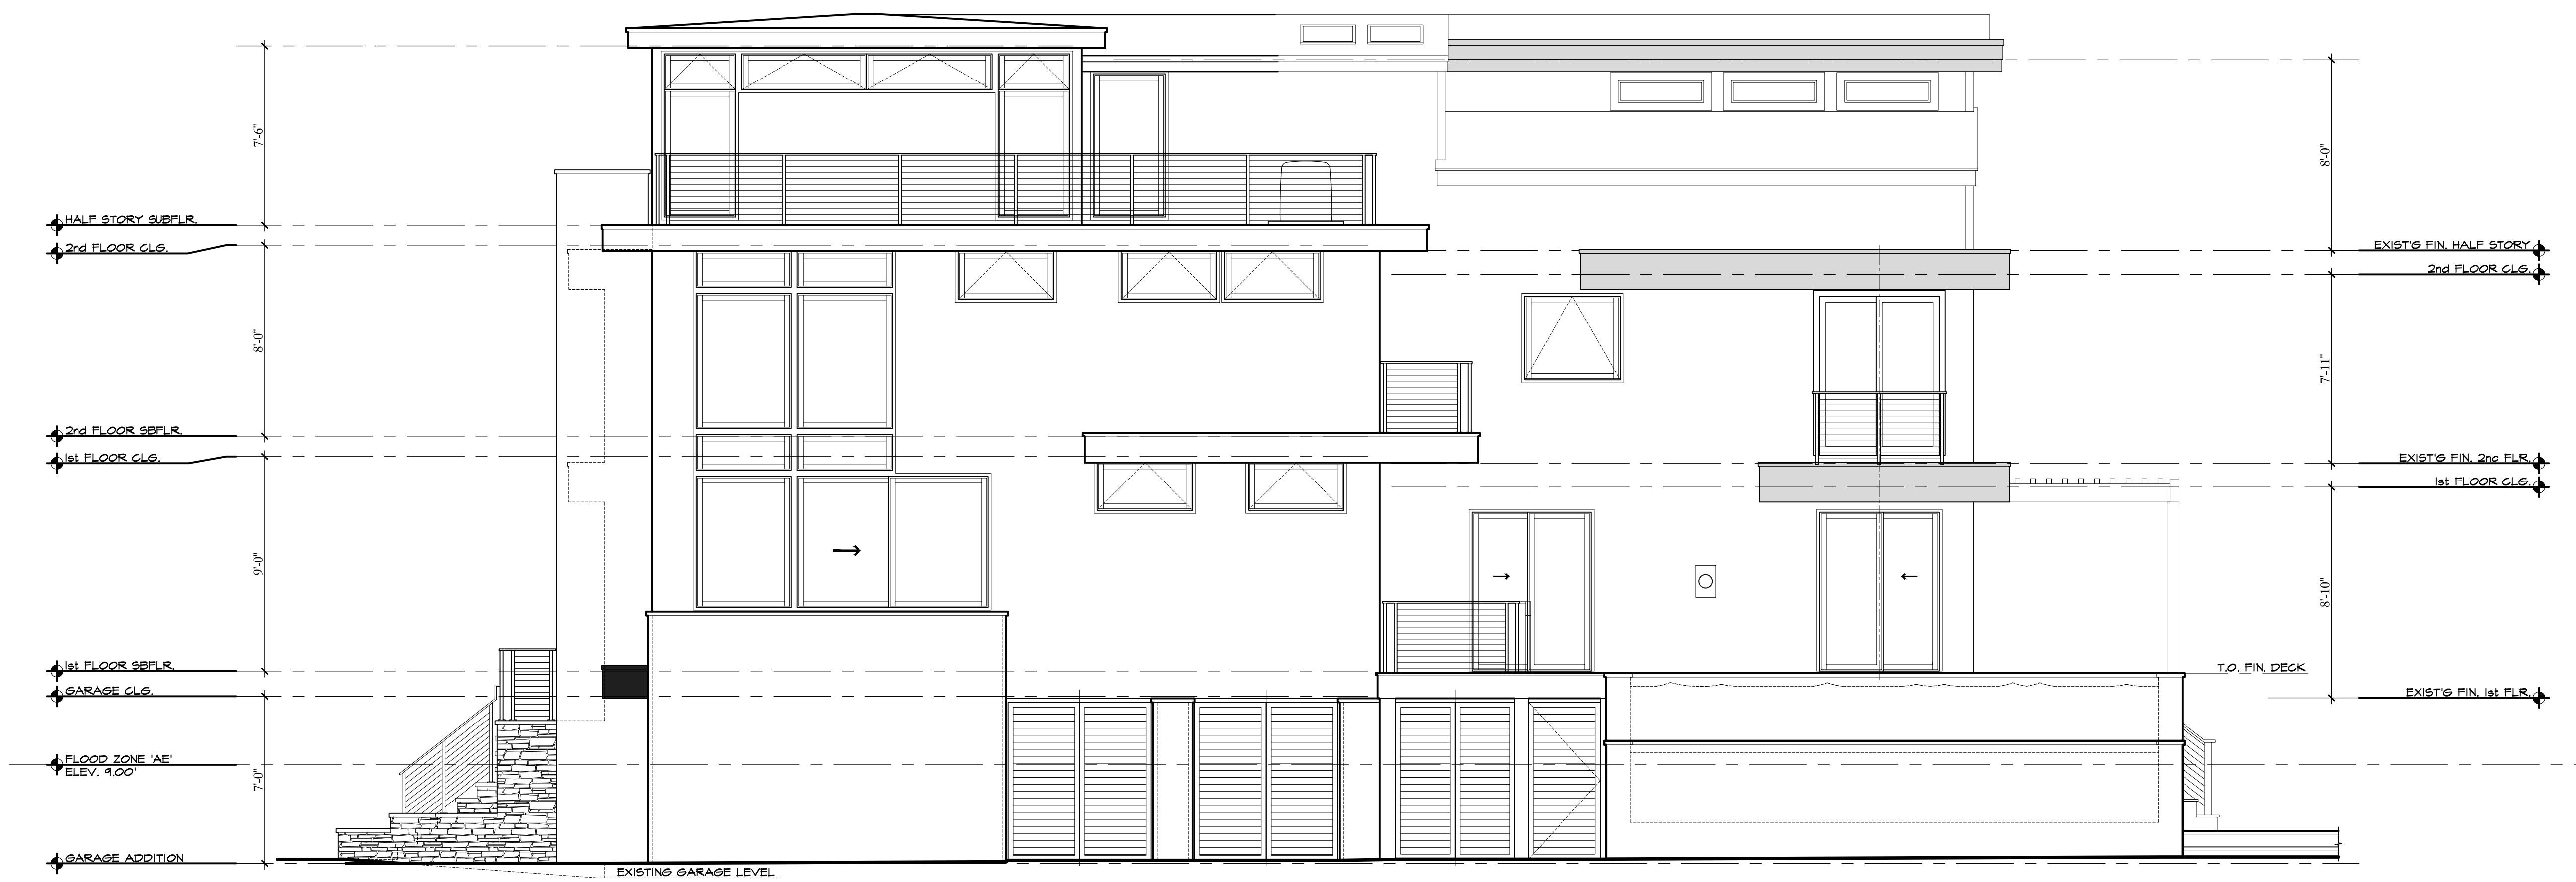 7'-6"
8'-0"
HALF STORY SUBFLR.
2nd FLOOR CLG.
EXIST'G FIN. HALF STORY
2nd FLOOR CLG.
8'-0"
7'-11"
2nd FLOOR SBFLR.
1st FLOOR CLG.
EXIST'G FIN. 2nd FLR.
1st FLOOR CLG.
9'-0"
8'-10"
1st FLOOR SBFLR.
T.O. FIN. DECK
GARAGE CLG.
EXIST'G FIN. 1st FLR.
FLOOD ZONE 'AE'
ELEV. 9.00'
7'-0"
GARAGE ADDITION
EXISTING GARAGE LEVEL